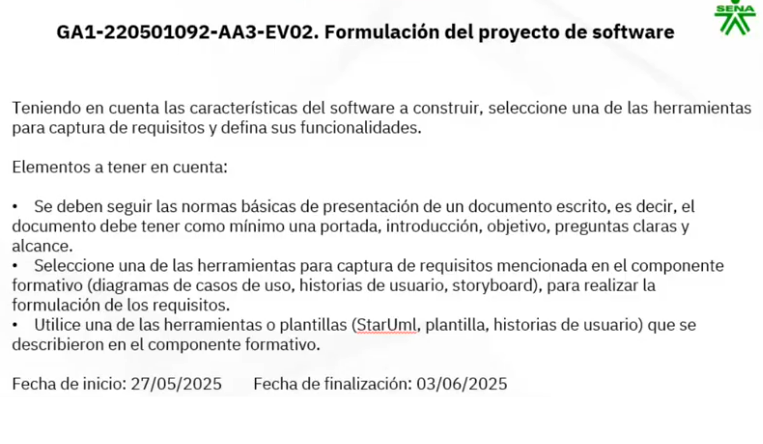 SENA
GA1-220501092-AA3-EV02. Formulación del proyecto de software
Teniendo en cuenta las características del software a construir, seleccione una de las herramientas
para captura de requisitos y defina sus funcionalidades.
Elementos a tener en cuenta:
• Se deben seguir las normas básicas de presentación de un documento escrito, es decir, el
documento debe tener como mínimo una portada, introducción, objetivo, preguntas claras y
alcance.
• Seleccione una de las herramientas para captura de requisitos mencionada en el componente
formativo (diagramas de casos de uso, historias de usuario, storyboard), para realizar la
formulación de los requisitos.
• Utilice una de las herramientas o plantillas (StarUml, plantilla, historias de usuario) que se
describieron en el componente formativo.
Fecha de inicio: 27/05/2025 Fecha de finalización: 03/06/2025